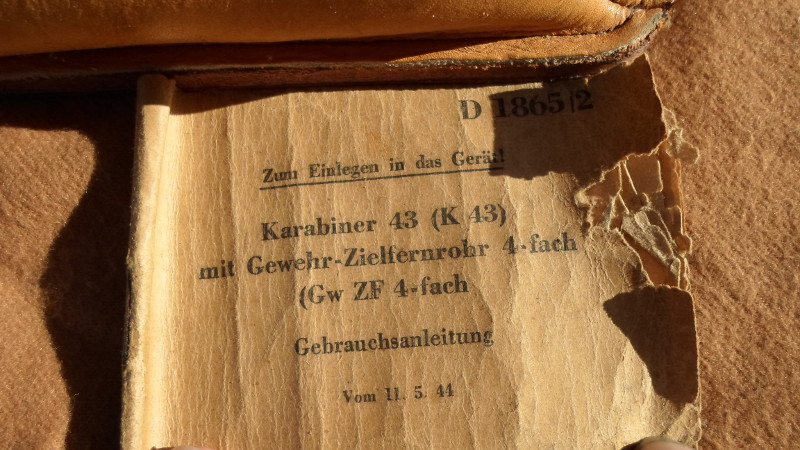 D 1865/2
Zum Einlegen in das Gerät!
Karabiner 43 (K 43)
mit Gewehr-Zielfernrohr 4-fach
(Gw ZF 4-fach
Gebrauchsanleitung
Vom 11. 5. 44